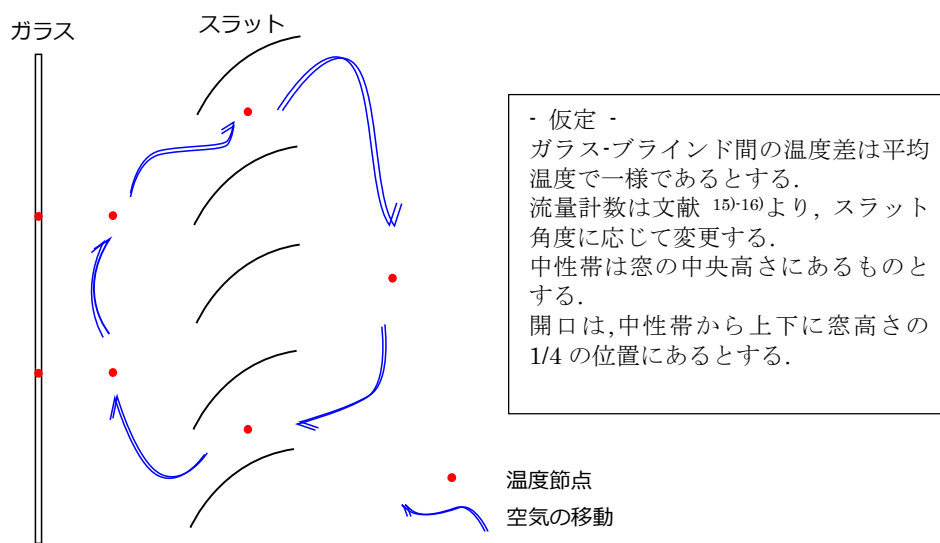 ガラス
スラット
- 仮定 -
ガラス-ブラインド間の温度差は平均
温度で一様であるとする.
流量計数は文献 15)-16)より, スラット
角度に応じて変更する.
中性帯は窓の中央高さにあるものと
する.
開口は,中性帯から上下に窓高さの
1/4 の位置にあるとする.
温度節点
空気の移動